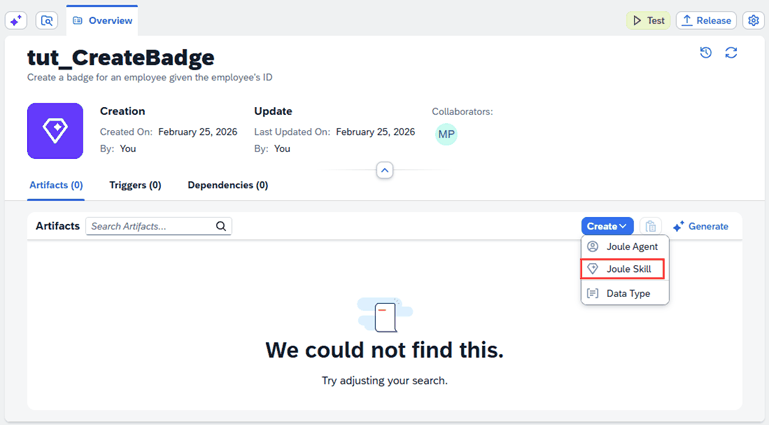 Overview
Test
Release
tut_CreateBadge
Create a badge for an employee given the employee's ID
Creation
Created On: February 25, 2026
By: You
Update
Last Updated On: February 25, 2026
By: You
Collaborators:
MP
Artifacts (0)
Triggers (0)
Dependencies (0)
Artifacts
Search Artifacts...
Create
Generate
Joule Agent
Joule Skill
Data Type
We could not find this.
Try adjusting your search.